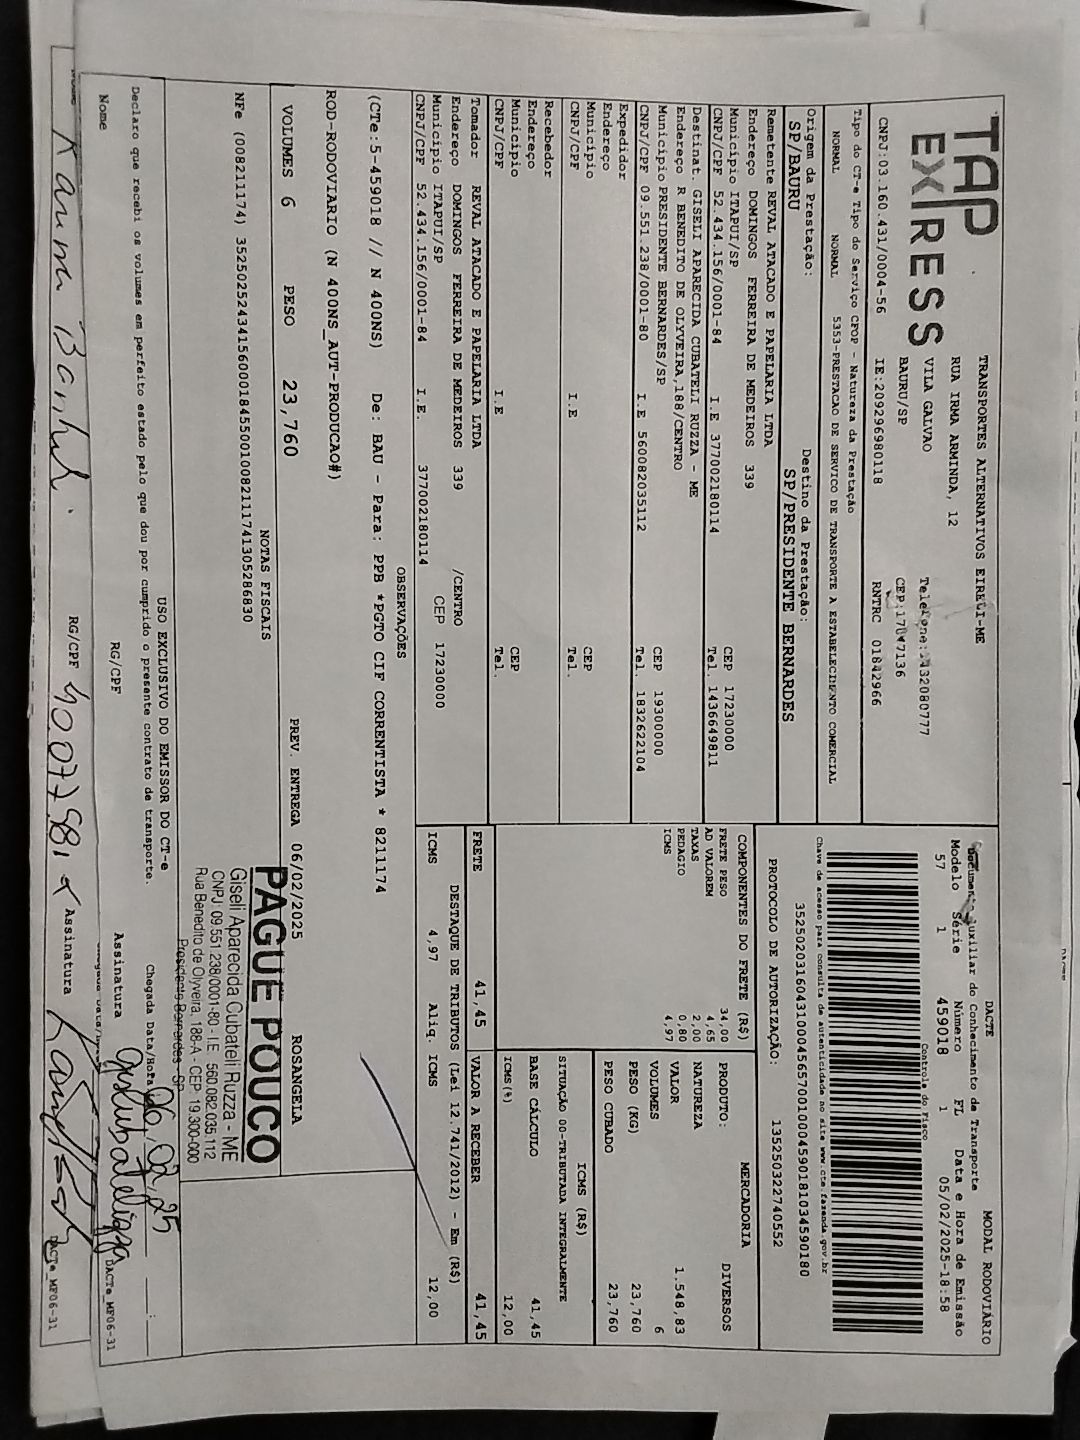 TAP
EXPRESS
TRANSPORTES ALTERNATIVOS EIRELI-ME
RUA IRMA ARMINDA, 12
VILA GALVAO
BAURU/SP
CNPJ:03.160.431/0004-56 IE:209296980118
CEP:17047136
RNTRC 01842966
Tipo do CT-e Tipo do Serviço CFOP - Natureza da Prestação
NORMAL NORMAL 5353-PRESTACAO DE SERVICO DE TRANSPORTE A ESTABELECIMENTO COMERCIAL
Origem da Prestação: Destino da Prestação:
SP/BAURU SP/PRESIDENTE BERNARDES
Remetente REVAL ATACADO E PAPELARIA LTDA
Endereço DOMINGOS FERREIRA DE MEDEIROS 339
Município ITAPUI/SP CEP 17230000
CNPJ/CPF 52.434.156/0001-84 I.E 377002180114 Tel. 1436649811
Destinat. GISELI APARECIDA CUBATELI RUZZA - ME
Endereço R BENEDITO DE OLYVEIRA,188/CENTRO
Município PRESIDENTE BERNARDES/SP CEP 19300000
CNPJ/CPF 09.551.238/0001-80 I.E 560082035112 Tel. 1832622104
Expedidor
Endereço
Município CEP
CNPJ/CPF I.E Tel.
Recebedor
Endereço
Município CEP
CNPJ/CPF I.E Tel.
Tomador REVAL ATACADO E PAPELARIA LTDA
Endereço DOMINGOS FERREIRA DE MEDEIROS 339 /CENTRO
Município ITAPUI/SP CEP 17230000
CNPJ/CPF 52.434.156/0001-84 I.E. 377002180114
DACTE MODAL RODOVIÁRIO
Documento Auxiliar do Conhecimento de Transporte
Modelo Série Número FL Data e Hora de Emissão
57 1 459018 1 05/02/2025-18:58
Controle do Fisco
Chave de acesso para consulta de autenticidade no site www.cte.fazenda.gov.br
PROTOCOLO DE AUTORIZAÇÃO: 135250322740552
COMPONENTES DO FRETE (R$)
FRETE PESO 34,00
AD VALOREM 4,65
TAXAS 2,00
PEDAGIO 0,80
ICMS 4,97
MERCADORIA
PRODUTO: DIVERSOS
NATUREZA
VALOR 1.548,83
VOLUMES 6
PESO (KG) 23,760
PESO CUBADO 23,760
ICMS (R$)
SITUAÇÃO 00-TRIBUTADA INTEGRALMENTE
BASE CÁLCULO 41,45
ICMS(%) 12,00
FRETE 41,45 VALOR A RECEBER 41,45
DESTAQUE DE TRIBUTOS (Lei 12.741/2012) - Em (R$)
ICMS 4,97 Aliq. ICMS 12,00
OBSERVAÇÕES
(CTe:5-459018 // N 400NS) De: BAU - Para: PPB *PGTO CIF CORRENTISTA * 8211174
ROD-RODOVIARIO (N 400NS_AUT-PRODUCAO#)
VOLUMES 6 PESO 23,760 PREV. ENTREGA 06/02/2025 ROSANGELA
NOTAS FISCAIS
PAGUE POUCO
Giseli Aparecida Cubateli Ruzza - ME
CNPJ: 09.551.238/0001-80 - I.E. 560.082.035.112
Rua Benedito de Olyveira, 188-A - CEP: 19.300-000
Presidente Bernardes - SP
USO EXCLUSIVO DO EMISSOR DO CT-e
Declaro que recebi os volumes em perfeito estado pelo que dou por cumprido o presente contrato de transporte.
Chegada Data/Hora 06/02/25
Nome RG/CPF Assinatura
DACTe_MF06-31
RG/CPF Assinatura
DACTe_MF06-31